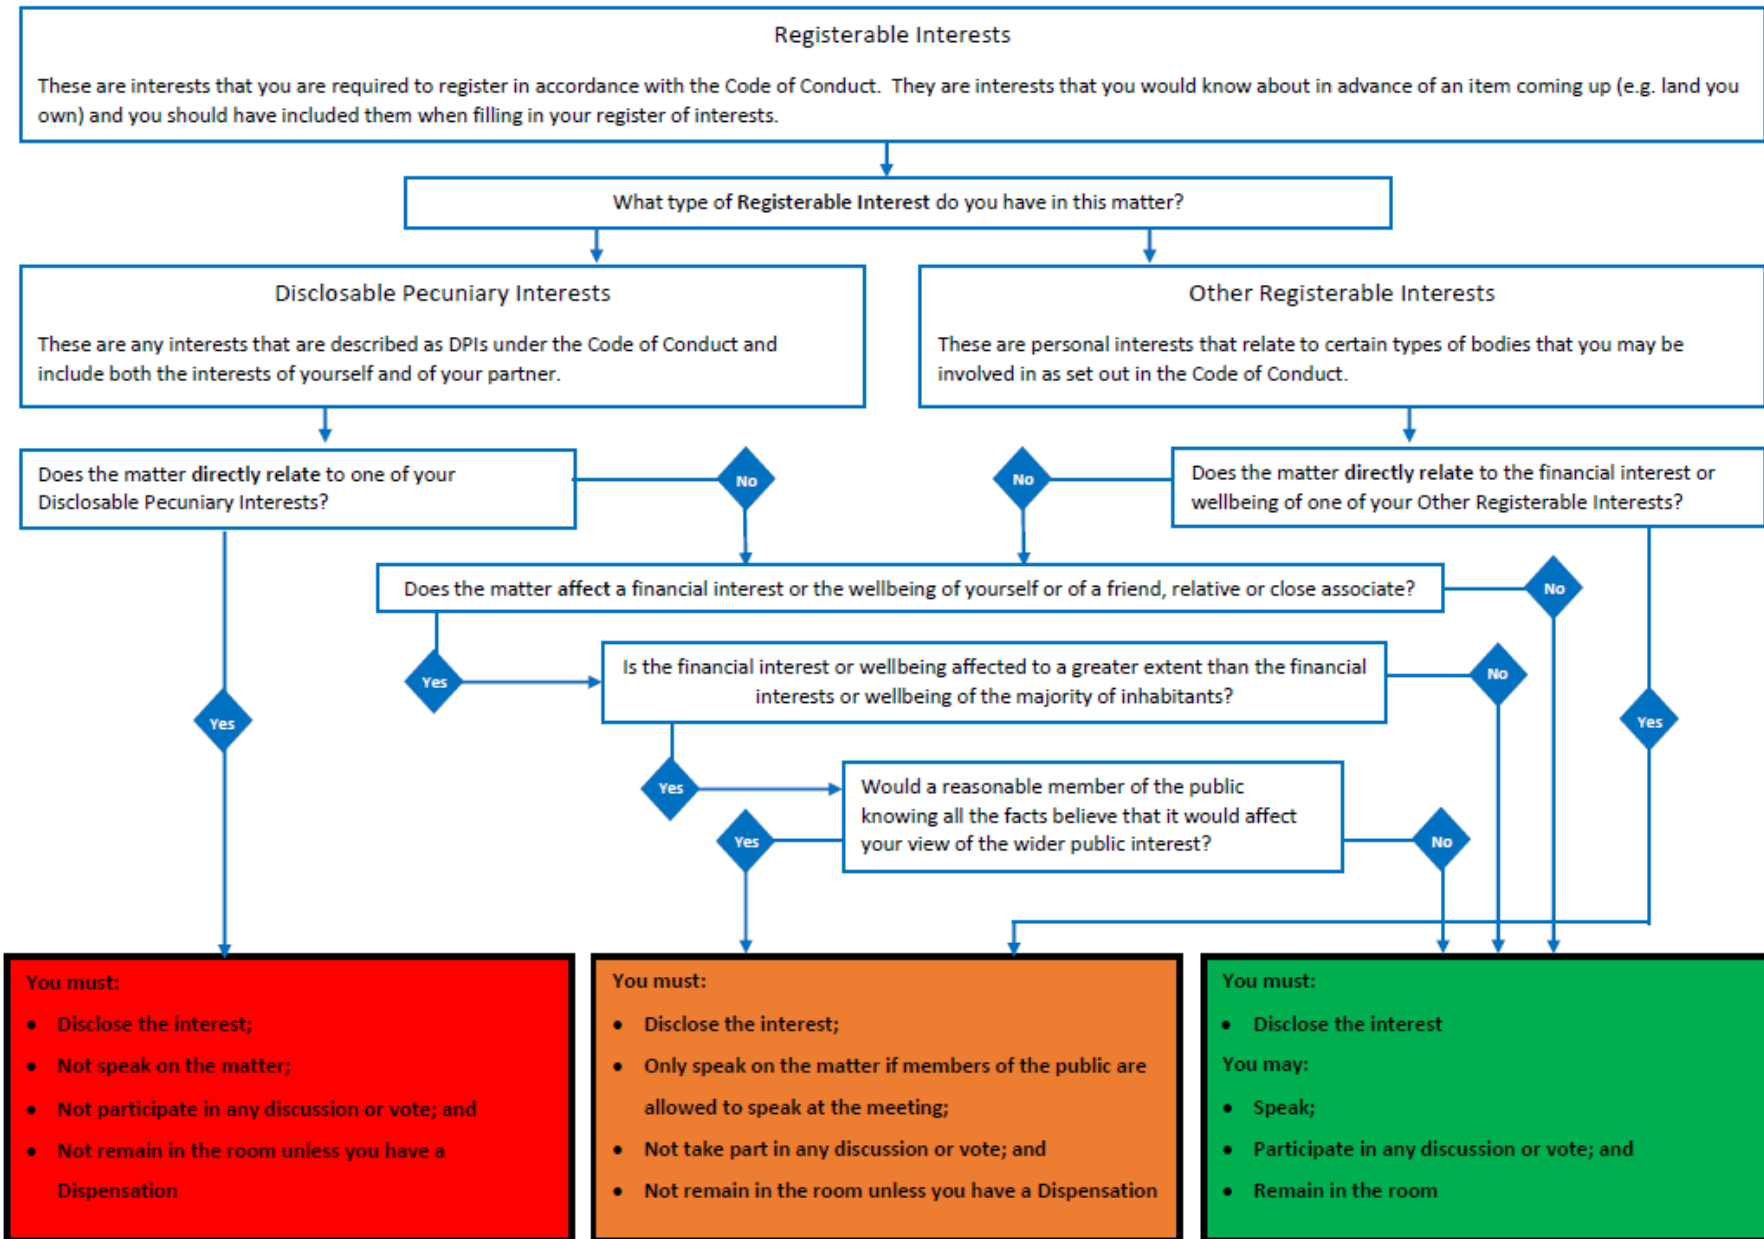 Registerable Interests
These are interests that you are required to register in accordance with the Code of Conduct. They are interests that you would know about in advance of an item coming up (e.g. land you
own) and you should have included them when filling in your register of interests.
What type of Registerable Interest do you have in this matter?
Disclosable Pecuniary Interests
These are any interests that are described as DPIs under the Code of Conduct and
include both the interests of yourself and of your partner.
Other Registerable Interests
These are personal interests that relate to certain types of bodies that you may be
involved in as set out in the Code of Conduct.
Does the matter directly relate to one of your
Disclosable Pecuniary Interests?
No
No
Does the matter directly relate to the financial interest or
wellbeing of one of your Other Registerable Interests?
Does the matter affect a financial interest or the wellbeing of yourself or of a friend, relative or close associate?
No
Yes
Is the financial interest or wellbeing affected to a greater extent than the financial
interests or wellbeing of the majority of inhabitants?
No
Yes
Yes
Yes
Would a reasonable member of the public
knowing all the facts believe that it would affect
your view of the wider public interest?
Yes
No
You must:
• Disclose the interest;
• Not speak on the matter;
• Not participate in any discussion or vote; and
• Not remain in the room unless you have a
Dispensation
You must:
• Disclose the interest;
• Only speak on the matter if members of the public are
allowed to speak at the meeting;
• Not take part in any discussion or vote; and
• Not remain in the room unless you have a Dispensation
You must:
• Disclose the interest
You may:
• Speak;
• Participate in any discussion or vote; and
• Remain in the room